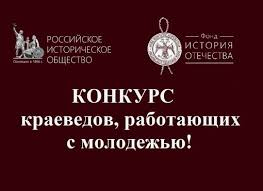 РОССИЙСКОЕ
ИСТОРИЧЕСКОЕ
ОБЩЕСТВО
Фонд
ИСТОРИЯ
ОТЕЧЕСТВА
КОНКУРС
краеведов, работающих
с молодежью!